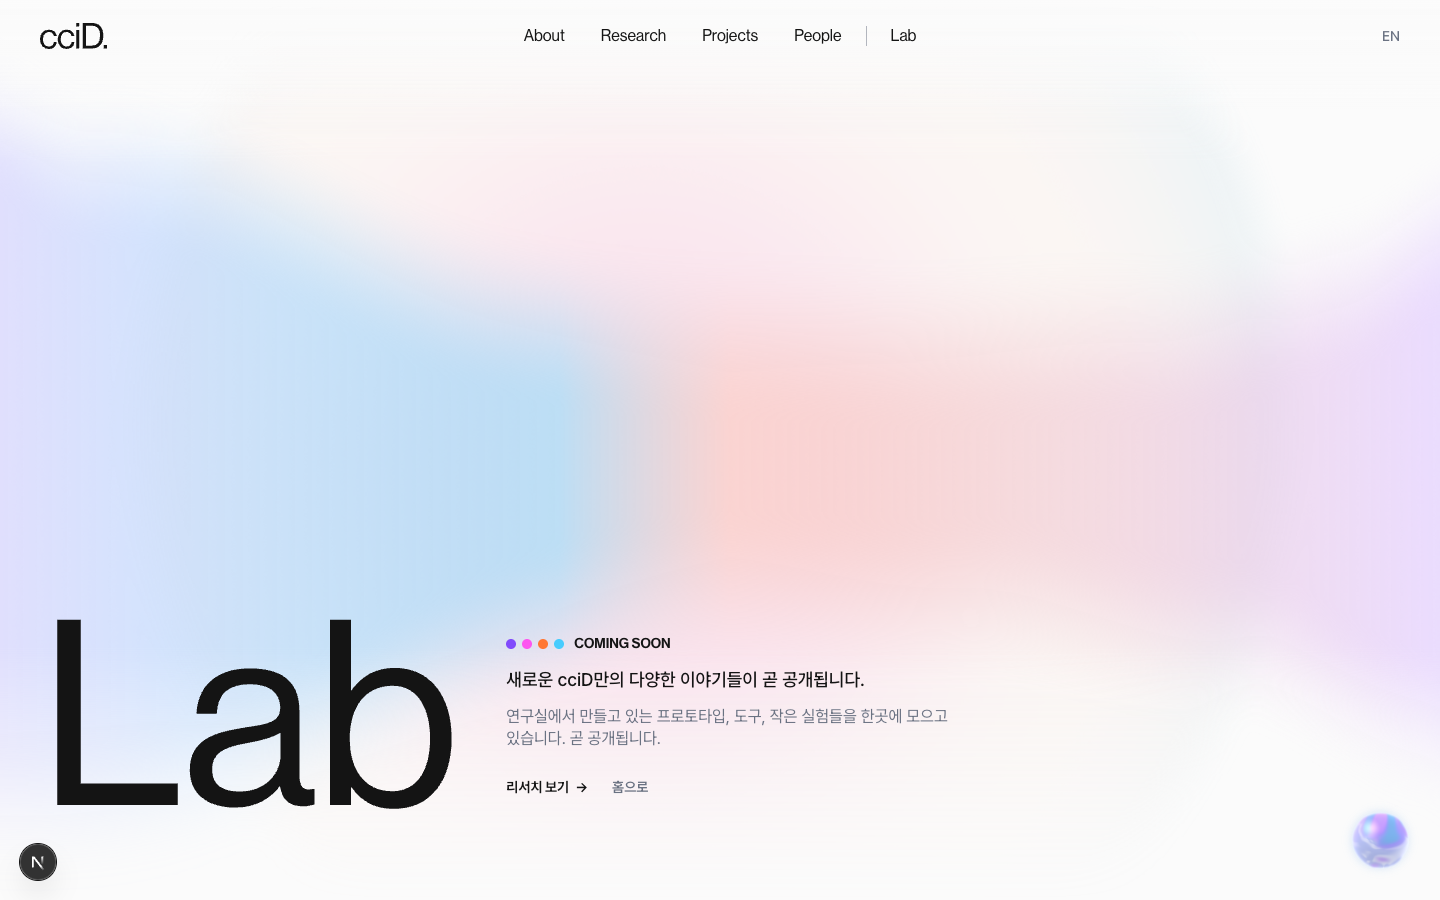 cciD.
About
Research
Projects
People
Lab
EN
Lab
COMING SOON
새로운 cciD만의 다양한 이야기들이 곧 공개됩니다.
연구실에서 만들고 있는 프로토타입, 도구, 작은 실험들을 한곳에 모으고
있습니다. 곧 공개됩니다.
리서치 보기 →
홈으로
N